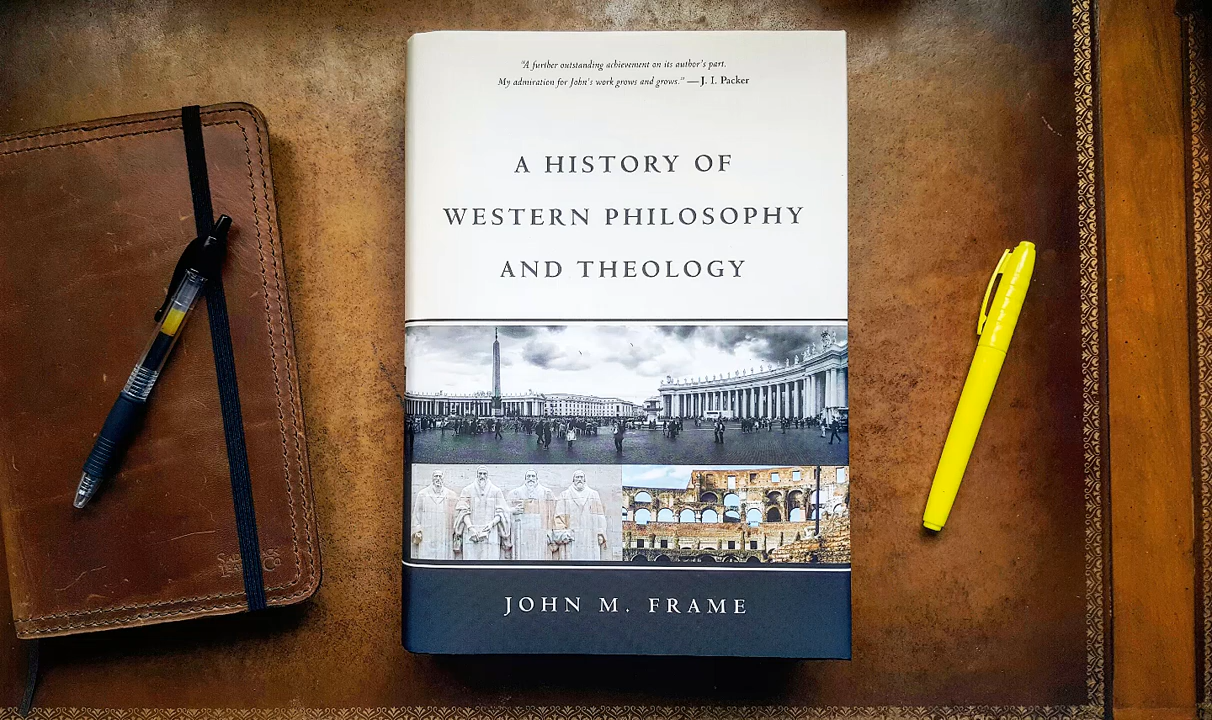 "A further outstanding achievement on its author's part.
My admiration for John's work grows and grows." — J. I. Packer
A HISTORY OF
WESTERN PHILOSOPHY
AND THEOLOGY
JOHN M. FRAME